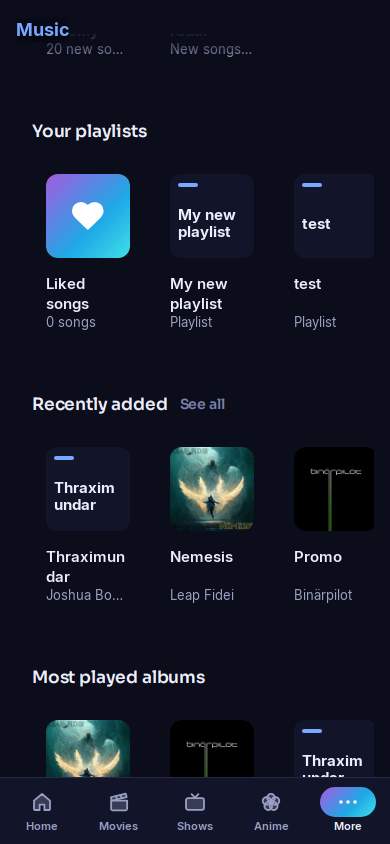 Music
20 new so...
New songs...
Your playlists
My new
playlist
test
Liked
songs
0 songs
My new
playlist
Playlist
test
Playlist
Recently added
See all
Thraxim
undar
BINÄRPILOT
Thraximun
dar
Joshua Bo...
Nemesis
Leap Fidei
Promo
Binärpilot
Most played albums
BINÄRPILOT
Thraxim
undar
Home
Movies
Shows
Anime
More